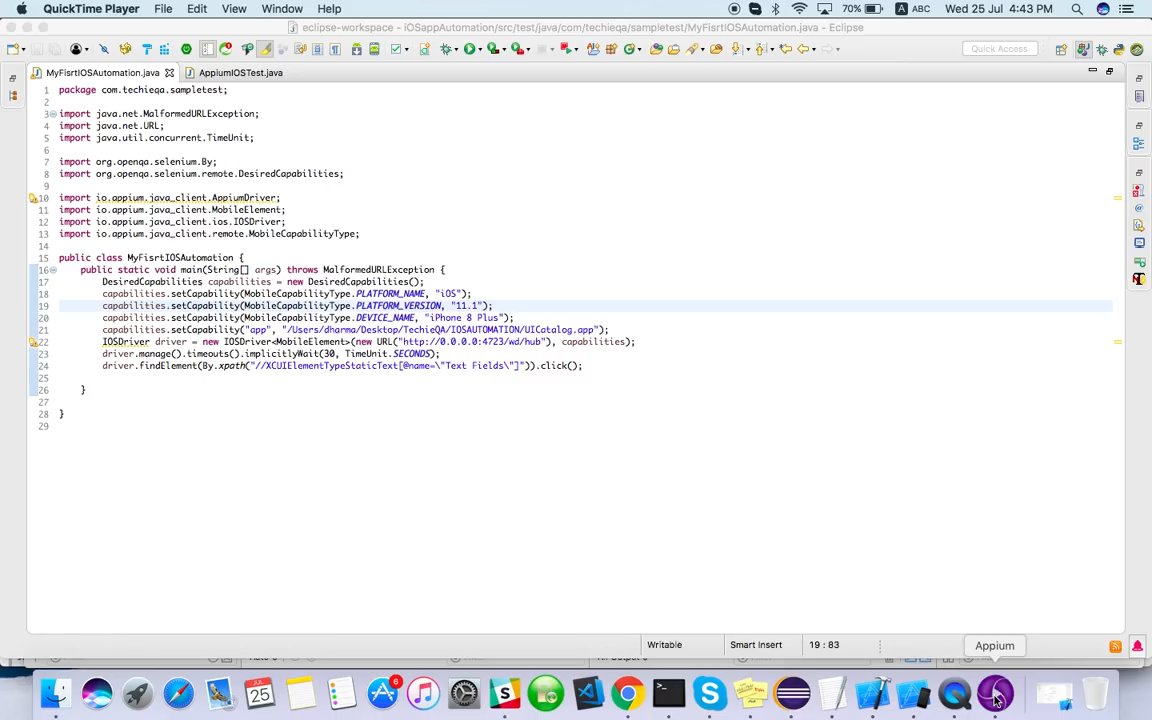 QuickTime Player File Edit View Window Help 70% ABC Wed 25 Jul 4:43 PM
eclipse-workspace - iOSappAutomation/src/test/java/com/techieqa/sampletest/MyFisrtIOSAutomation.java - Eclipse
Quick Access
MyFisrtIOSAutomation.java AppiumIOSTest.java
1 package com.techieqa.sampletest;
2
3 import java.net.MalformedURLException;
4 import java.net.URL;
5 import java.util.concurrent.TimeUnit;
6
7 import org.openqa.selenium.By;
8 import org.openqa.selenium.remote.DesiredCapabilities;
9
10 import io.appium.java_client.AppiumDriver;
11 import io.appium.java_client.MobileElement;
12 import io.appium.java_client.ios.IOSDriver;
13 import io.appium.java_client.remote.MobileCapabilityType;
14
15 public class MyFisrtIOSAutomation {
16 public static void main(String[] args) throws MalformedURLException {
17 DesiredCapabilities capabilities = new DesiredCapabilities();
18 capabilities.setCapability(MobileCapabilityType.PLATFORM_NAME, "iOS");
19 capabilities.setCapability(MobileCapabilityType.PLATFORM_VERSION, "11.1");
20 capabilities.setCapability(MobileCapabilityType.DEVICE_NAME, "iPhone 8 Plus");
21 capabilities.setCapability("app", "/Users/dharma/Desktop/TechieQA/IOSAUTOMATION/UICatalog.app");
22 IOSDriver driver = new IOSDriver<MobileElement>(new URL("http://0.0.0.0:4723/wd/hub"), capabilities);
23 driver.manage().timeouts().implicitlyWait(30, TimeUnit.SECONDS);
24 driver.findElement(By.xpath("//XCUIElementTypeStaticText[@name=\"Text Fields\"]")).click();
25
26 }
27
28 }
29
Writable Smart Insert 19 : 83
Appium
JUL
25
6